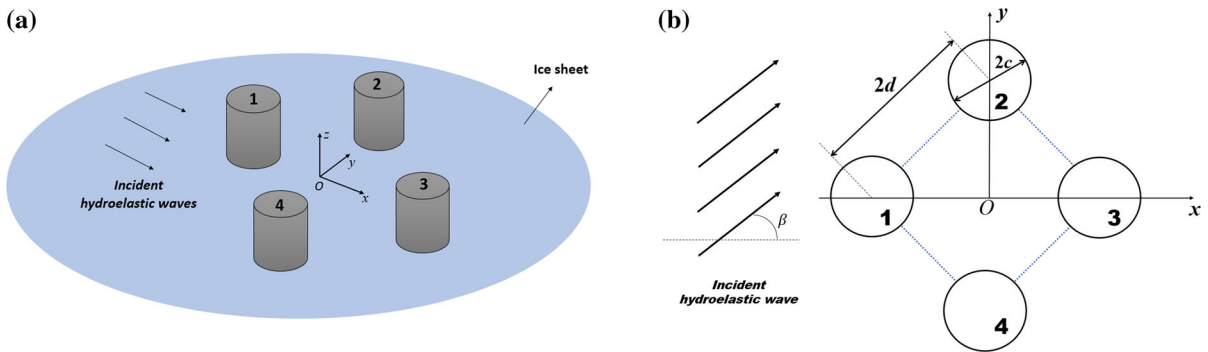 (a)
1
2
3
4
z
y
x
O
Ice sheet
Incident
hydroelastic waves
(b)
y
2c
2d
2
1
O
3
x
β
4
Incident
hydroelastic wave